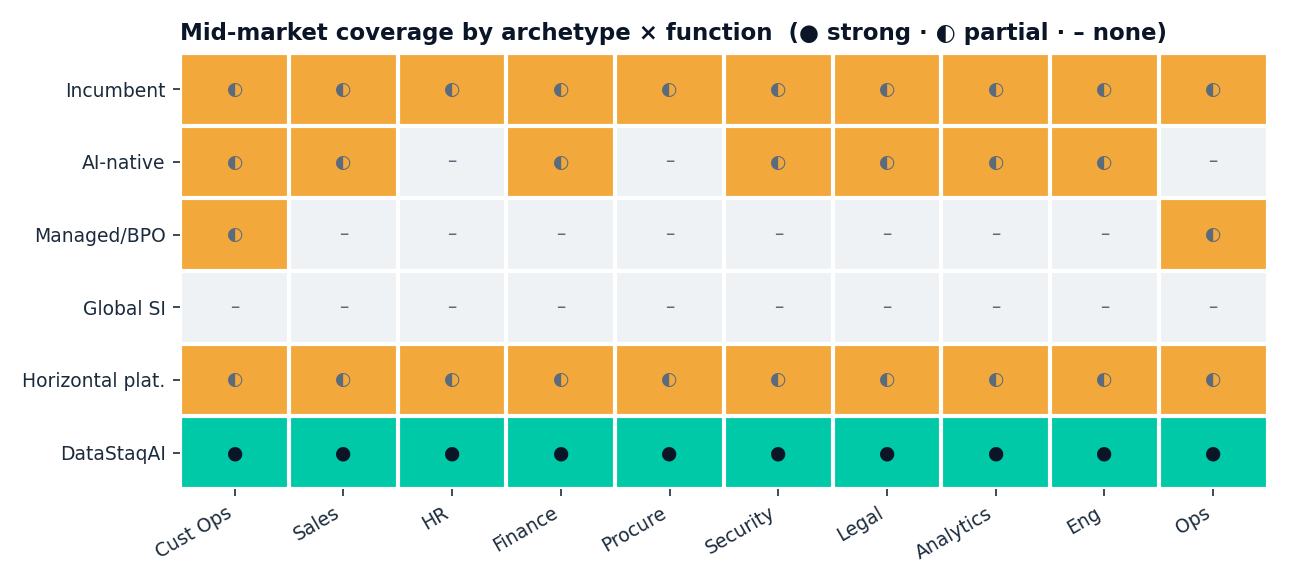 Mid-market coverage by archetype × function (● strong · ◐ partial · – none)
Incumbent ◐ ◐ ◐ ◐ ◐ ◐ ◐ ◐ ◐ ◐
AI-native ◐ ◐ – ◐ – ◐ ◐ ◐ ◐ –
Managed/BPO ◐ – – – – – – – – ◐
Global SI – – – – – – – – – –
Horizontal plat. ◐ ◐ ◐ ◐ ◐ ◐ ◐ ◐ ◐ ◐
DataStaqAI ● ● ● ● ● ● ● ● ● ●
Cust Ops Sales HR Finance Procure Security Legal Analytics Eng Ops